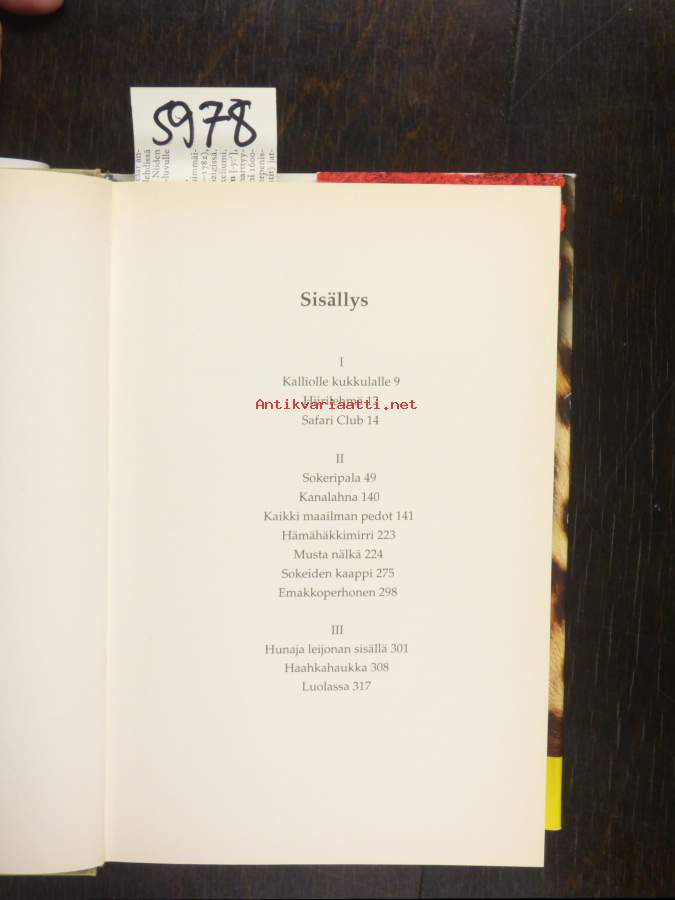 5978
Sisällys
I
Kalliolle kukkulalle 9
Hiirilehmä 12
Antikvariaatti.net
Safari Club 14
II
Sokeripala 49
Kanalahna 140
Kaikki maailman pedot 141
Hämähäkkimirri 223
Musta nälkä 224
Sokeiden kaappi 275
Emakkoperhonen 298
III
Hunaja leijonan sisällä 301
Haahkahaukka 308
Luolassa 317